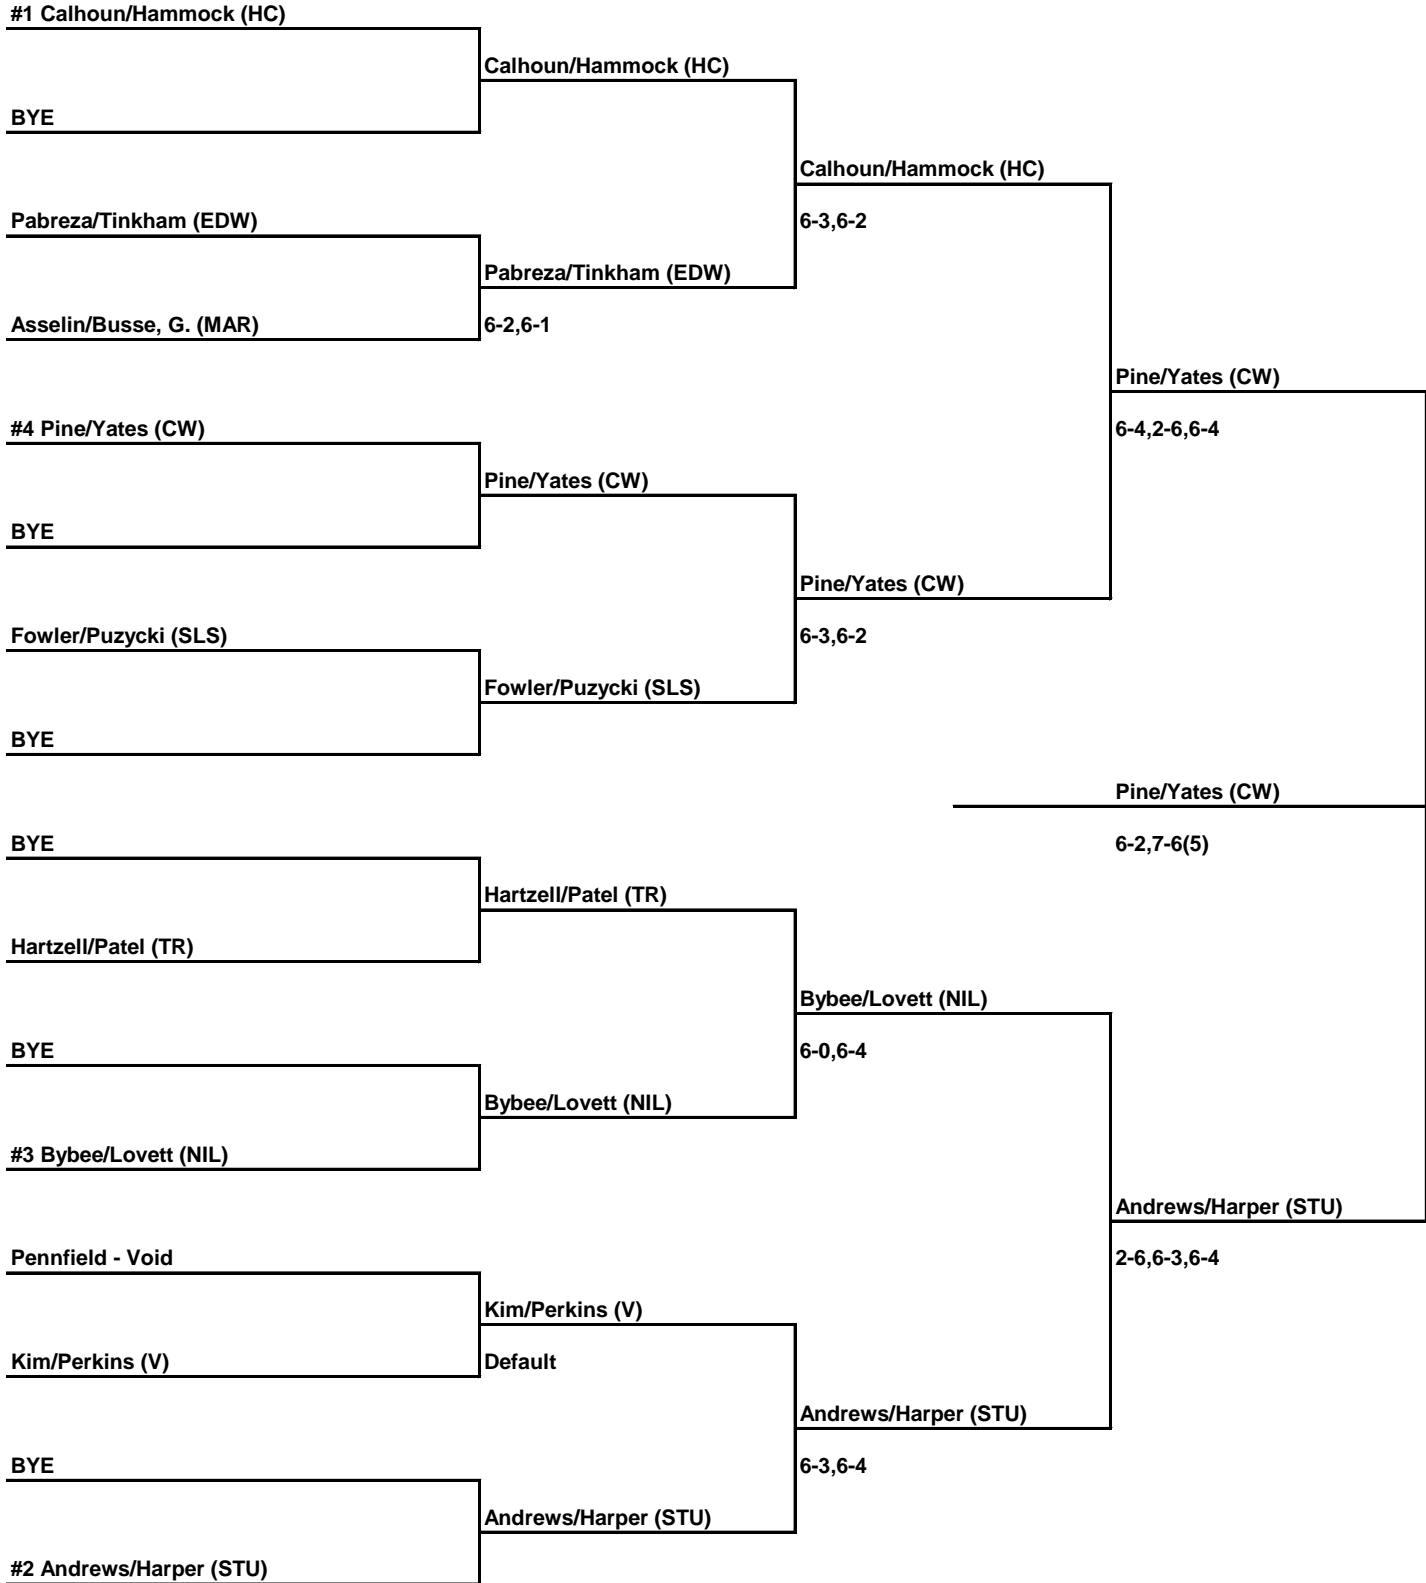 #1 Calhoun/Hammock (HC)
Calhoun/Hammock (HC)
BYE
Calhoun/Hammock (HC)
Pabreza/Tinkham (EDW)
6-3,6-2
Pabreza/Tinkham (EDW)
Asselin/Busse, G. (MAR)
6-2,6-1
Pine/Yates (CW)
#4 Pine/Yates (CW)
6-4,2-6,6-4
Pine/Yates (CW)
BYE
Pine/Yates (CW)
Fowler/Puzycki (SLS)
6-3,6-2
Fowler/Puzycki (SLS)
BYE
Pine/Yates (CW)
BYE
6-2,7-6(5)
Hartzell/Patel (TR)
Hartzell/Patel (TR)
Bybee/Lovett (NIL)
BYE
6-0,6-4
Bybee/Lovett (NIL)
#3 Bybee/Lovett (NIL)
Andrews/Harper (STU)
Pennfield - Void
2-6,6-3,6-4
Kim/Perkins (V)
Kim/Perkins (V)
Default
Andrews/Harper (STU)
BYE
6-3,6-4
Andrews/Harper (STU)
#2 Andrews/Harper (STU)